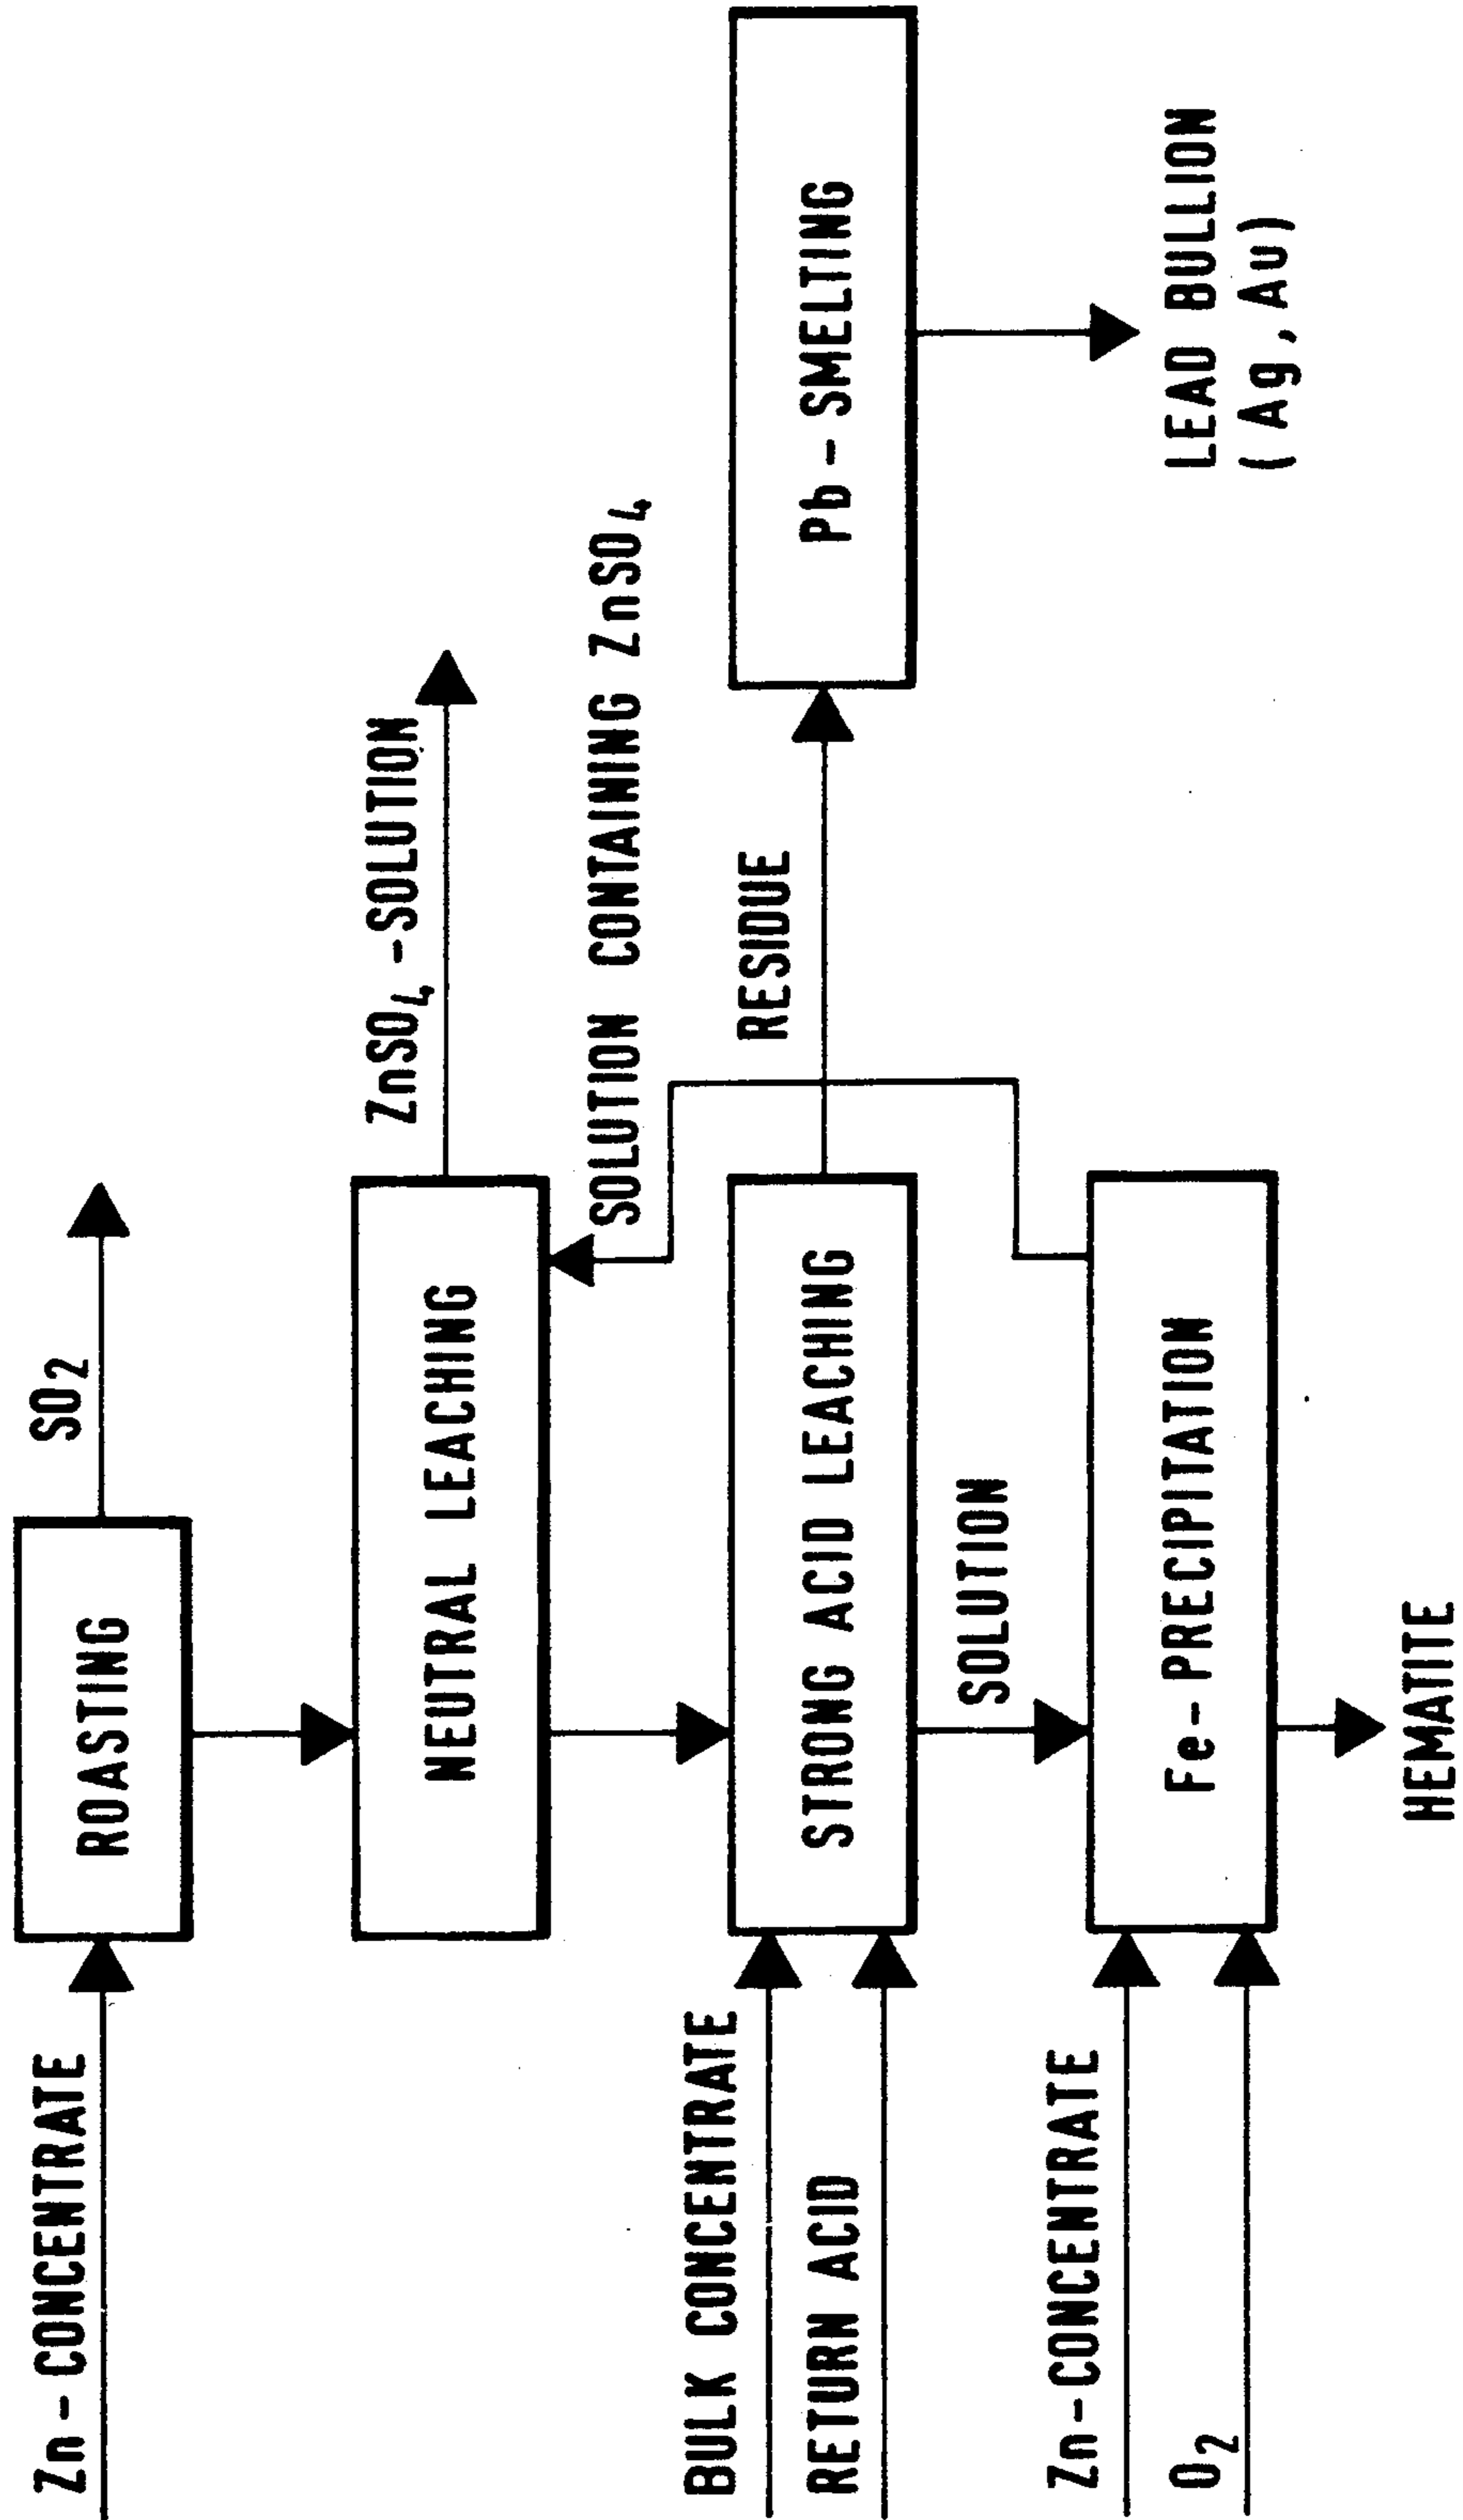 Zn-CONCENTRATE
ROASTING
SO2
NEUTRAL LEACHING
ZnSO4-SOLUTION
SOLUTION CONTAINING ZnSO4
BULK CONCENTRATE
RETURN ACID
STRONG ACID LEACHING
RESIDUE
Pb-SMELTING
SOLUTION
LEAD BULLION
(Ag, Au)
Zn-CONCENTRATE
O2
Fe-PRECIPITATION
HEMATITE